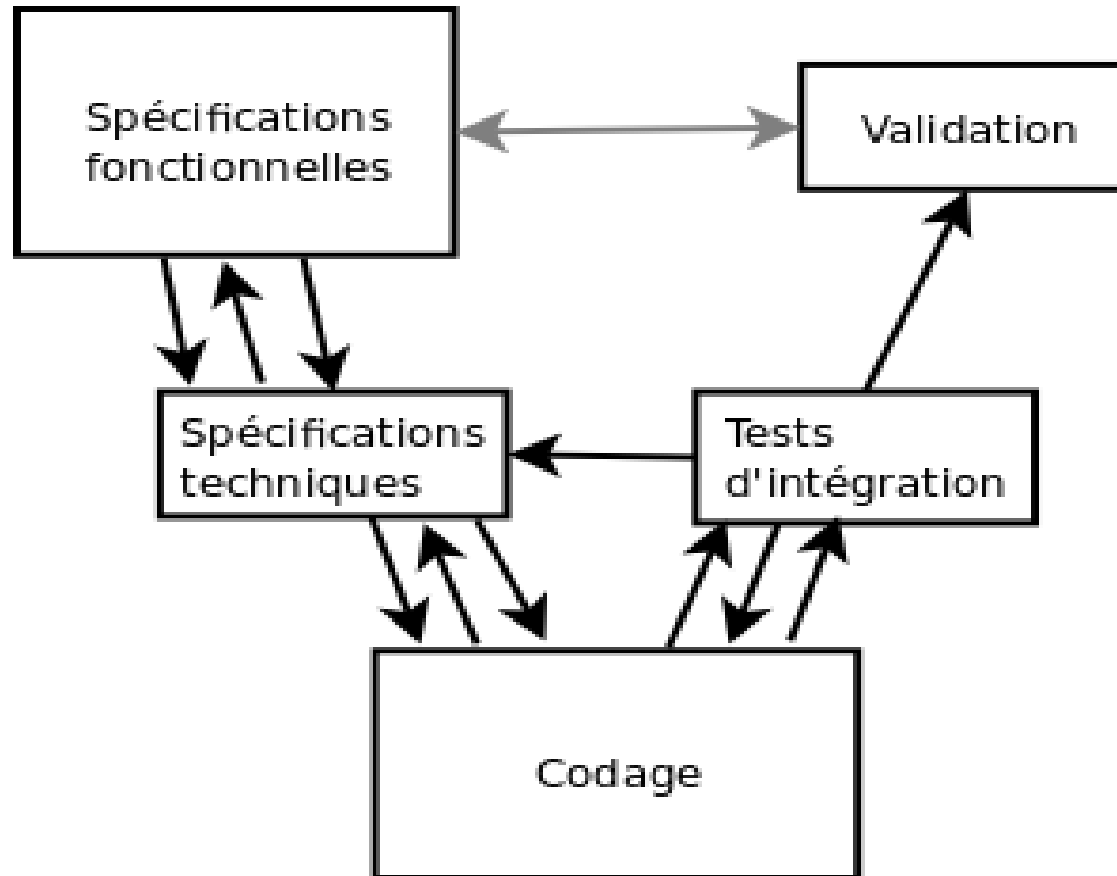 Spécifications
fonctionnelles
Validation
Spécifications
techniques
Tests
d'intégration
Codage